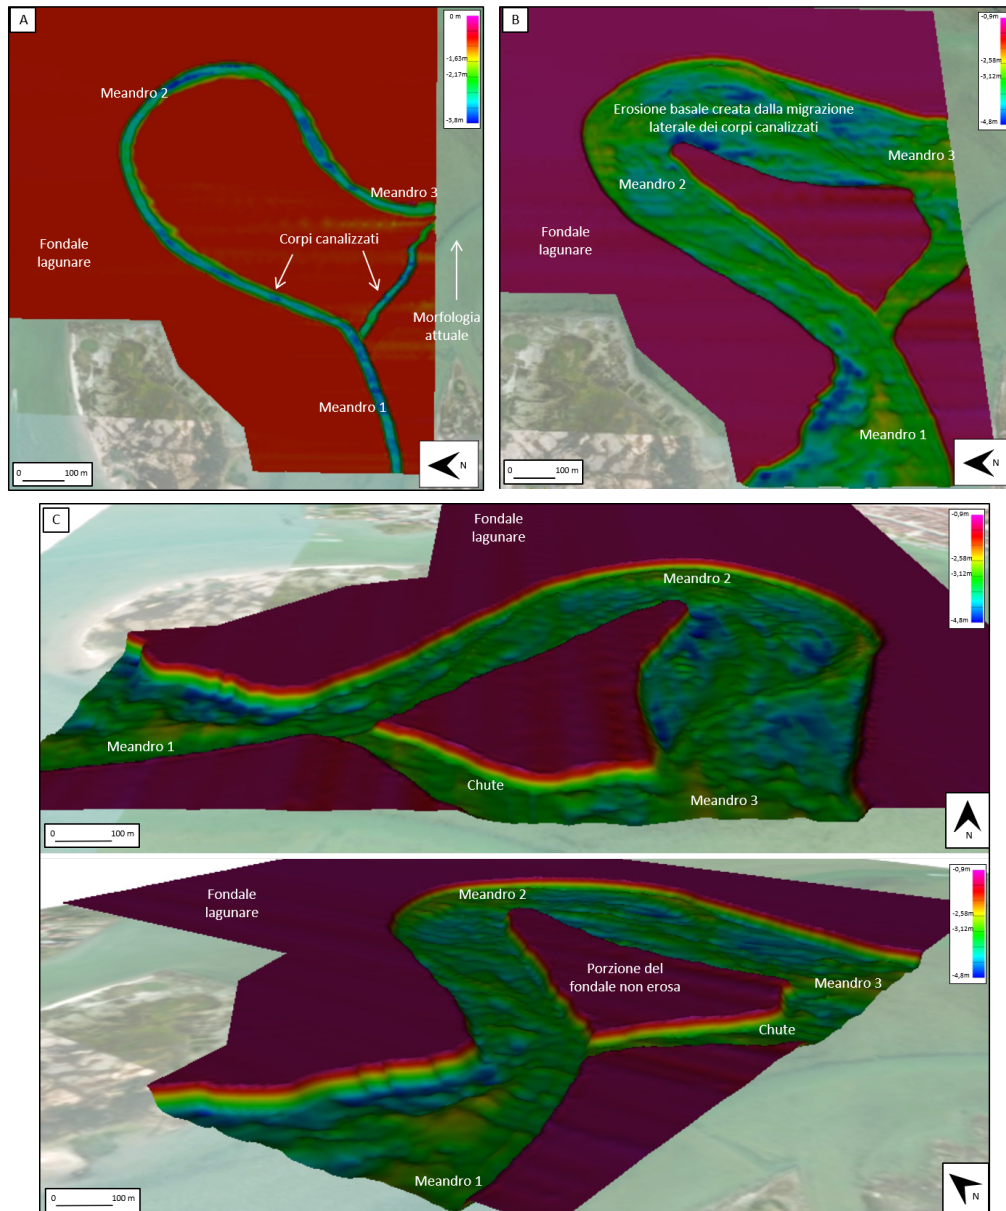 A
0 m
-1,63m
-2,17m
-3,8m
Meandro 2
Meandro 3
Fondale
lagunare
Corpi canalizzati
Morfologia
attuale
Meandro 1
0
100 m
N
B
-0,9m
-2,58m
-3,12m
-4,8m
Erosione basale creata dalla migrazione
laterale dei corpi canalizzati
Meandro 3
Meandro 2
Fondale
lagunare
Meandro 1
0
100 m
N
C
Fondale
lagunare
-0,9m
-2,58m
-3,12m
-4,8m
Meandro 2
Meandro 1
Chute
Meandro 3
0
100 m
N
Fondale
lagunare
Meandro 2
-0,9m
-2,58m
-3,12m
-4,8m
Porzione del
fondale non erosa
Meandro 3
Chute
Meandro 1
0
100 m
N